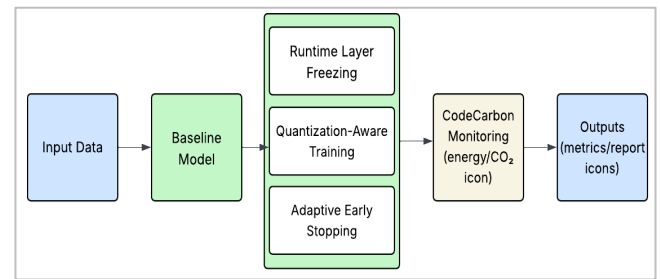 Input Data
Baseline
Model
Runtime Layer
Freezing
Quantization-Aware
Training
Adaptive Early
Stopping
CodeCarbon
Monitoring
(energy/CO₂
icon)
Outputs
(metrics/report
icons)